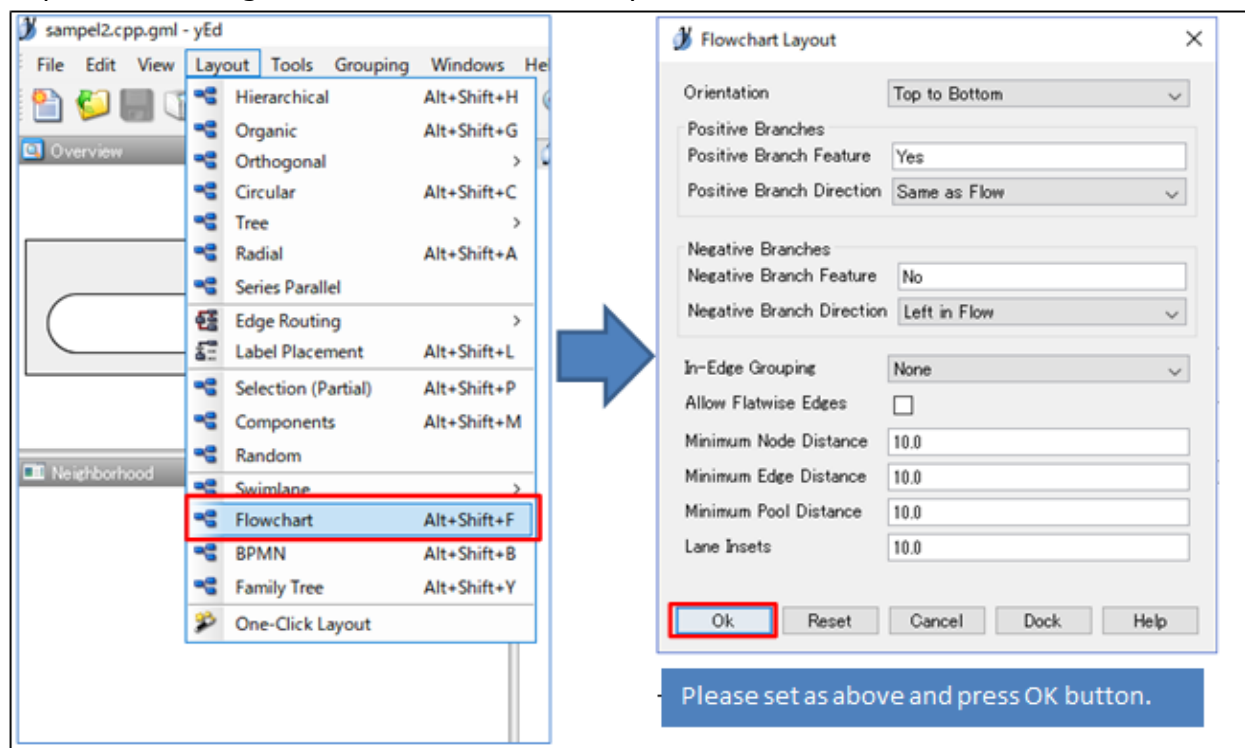 sampel2.cpp.gml - yEd
File Edit View Layout Tools Grouping Windows Hel
Overview
Neighborhood
Hierarchical Alt+Shift+H
Organic Alt+Shift+G
Orthogonal >
Circular Alt+Shift+C
Tree >
Radial Alt+Shift+A
Series Parallel
Edge Routing >
Label Placement Alt+Shift+L
Selection (Partial) Alt+Shift+P
Components Alt+Shift+M
Random
Swimlane >
Flowchart Alt+Shift+F
BPMN Alt+Shift+B
Family Tree Alt+Shift+Y
One-Click Layout
Flowchart Layout
Orientation Top to Bottom
Positive Branches
Positive Branch Feature Yes
Positive Branch Direction Same as Flow
Negative Branches
Negative Branch Feature No
Negative Branch Direction Left in Flow
In-Edge Grouping None
Allow Flatwise Edges
Minimum Node Distance 10.0
Minimum Edge Distance 10.0
Minimum Pool Distance 10.0
Lane Insets 10.0
Ok Reset Cancel Dock Help
Please set as above and press OK button.